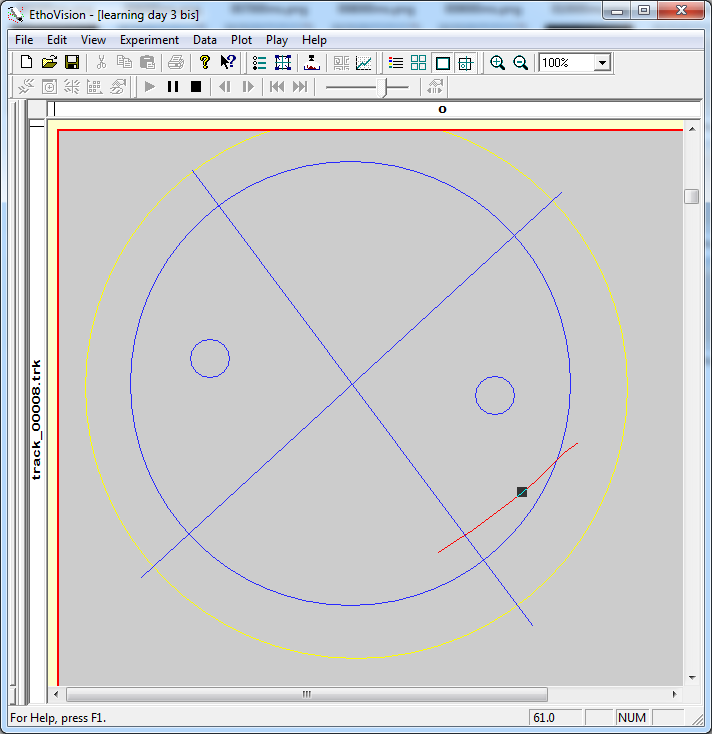 EthoVision - [learning day 3 bis]
File Edit View Experiment Data Plot Play Help
100%
0
track_00008.trk
For Help, press F1.
61.0
NUM